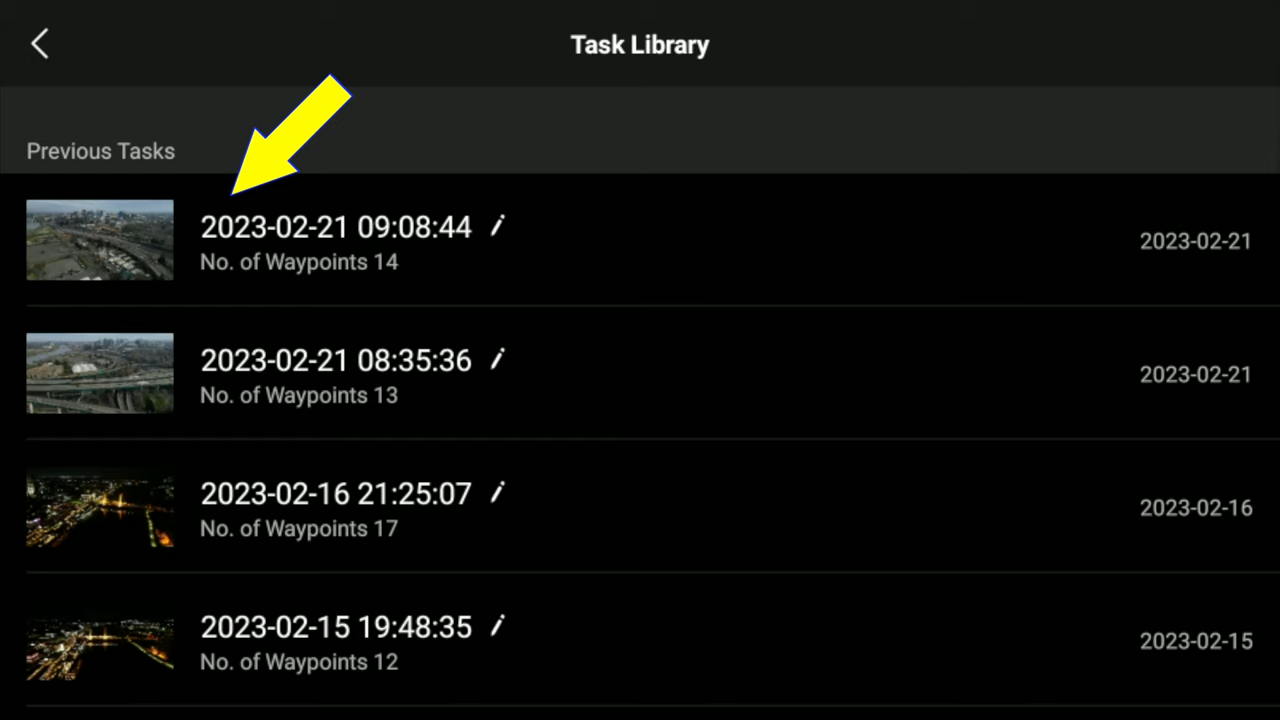 Task Library
Previous Tasks
2023-02-21 09:08:44
No. of Waypoints 14
2023-02-21
2023-02-21 08:35:36
No. of Waypoints 13
2023-02-21
2023-02-16 21:25:07
No. of Waypoints 17
2023-02-16
2023-02-15 19:48:35
No. of Waypoints 12
2023-02-15